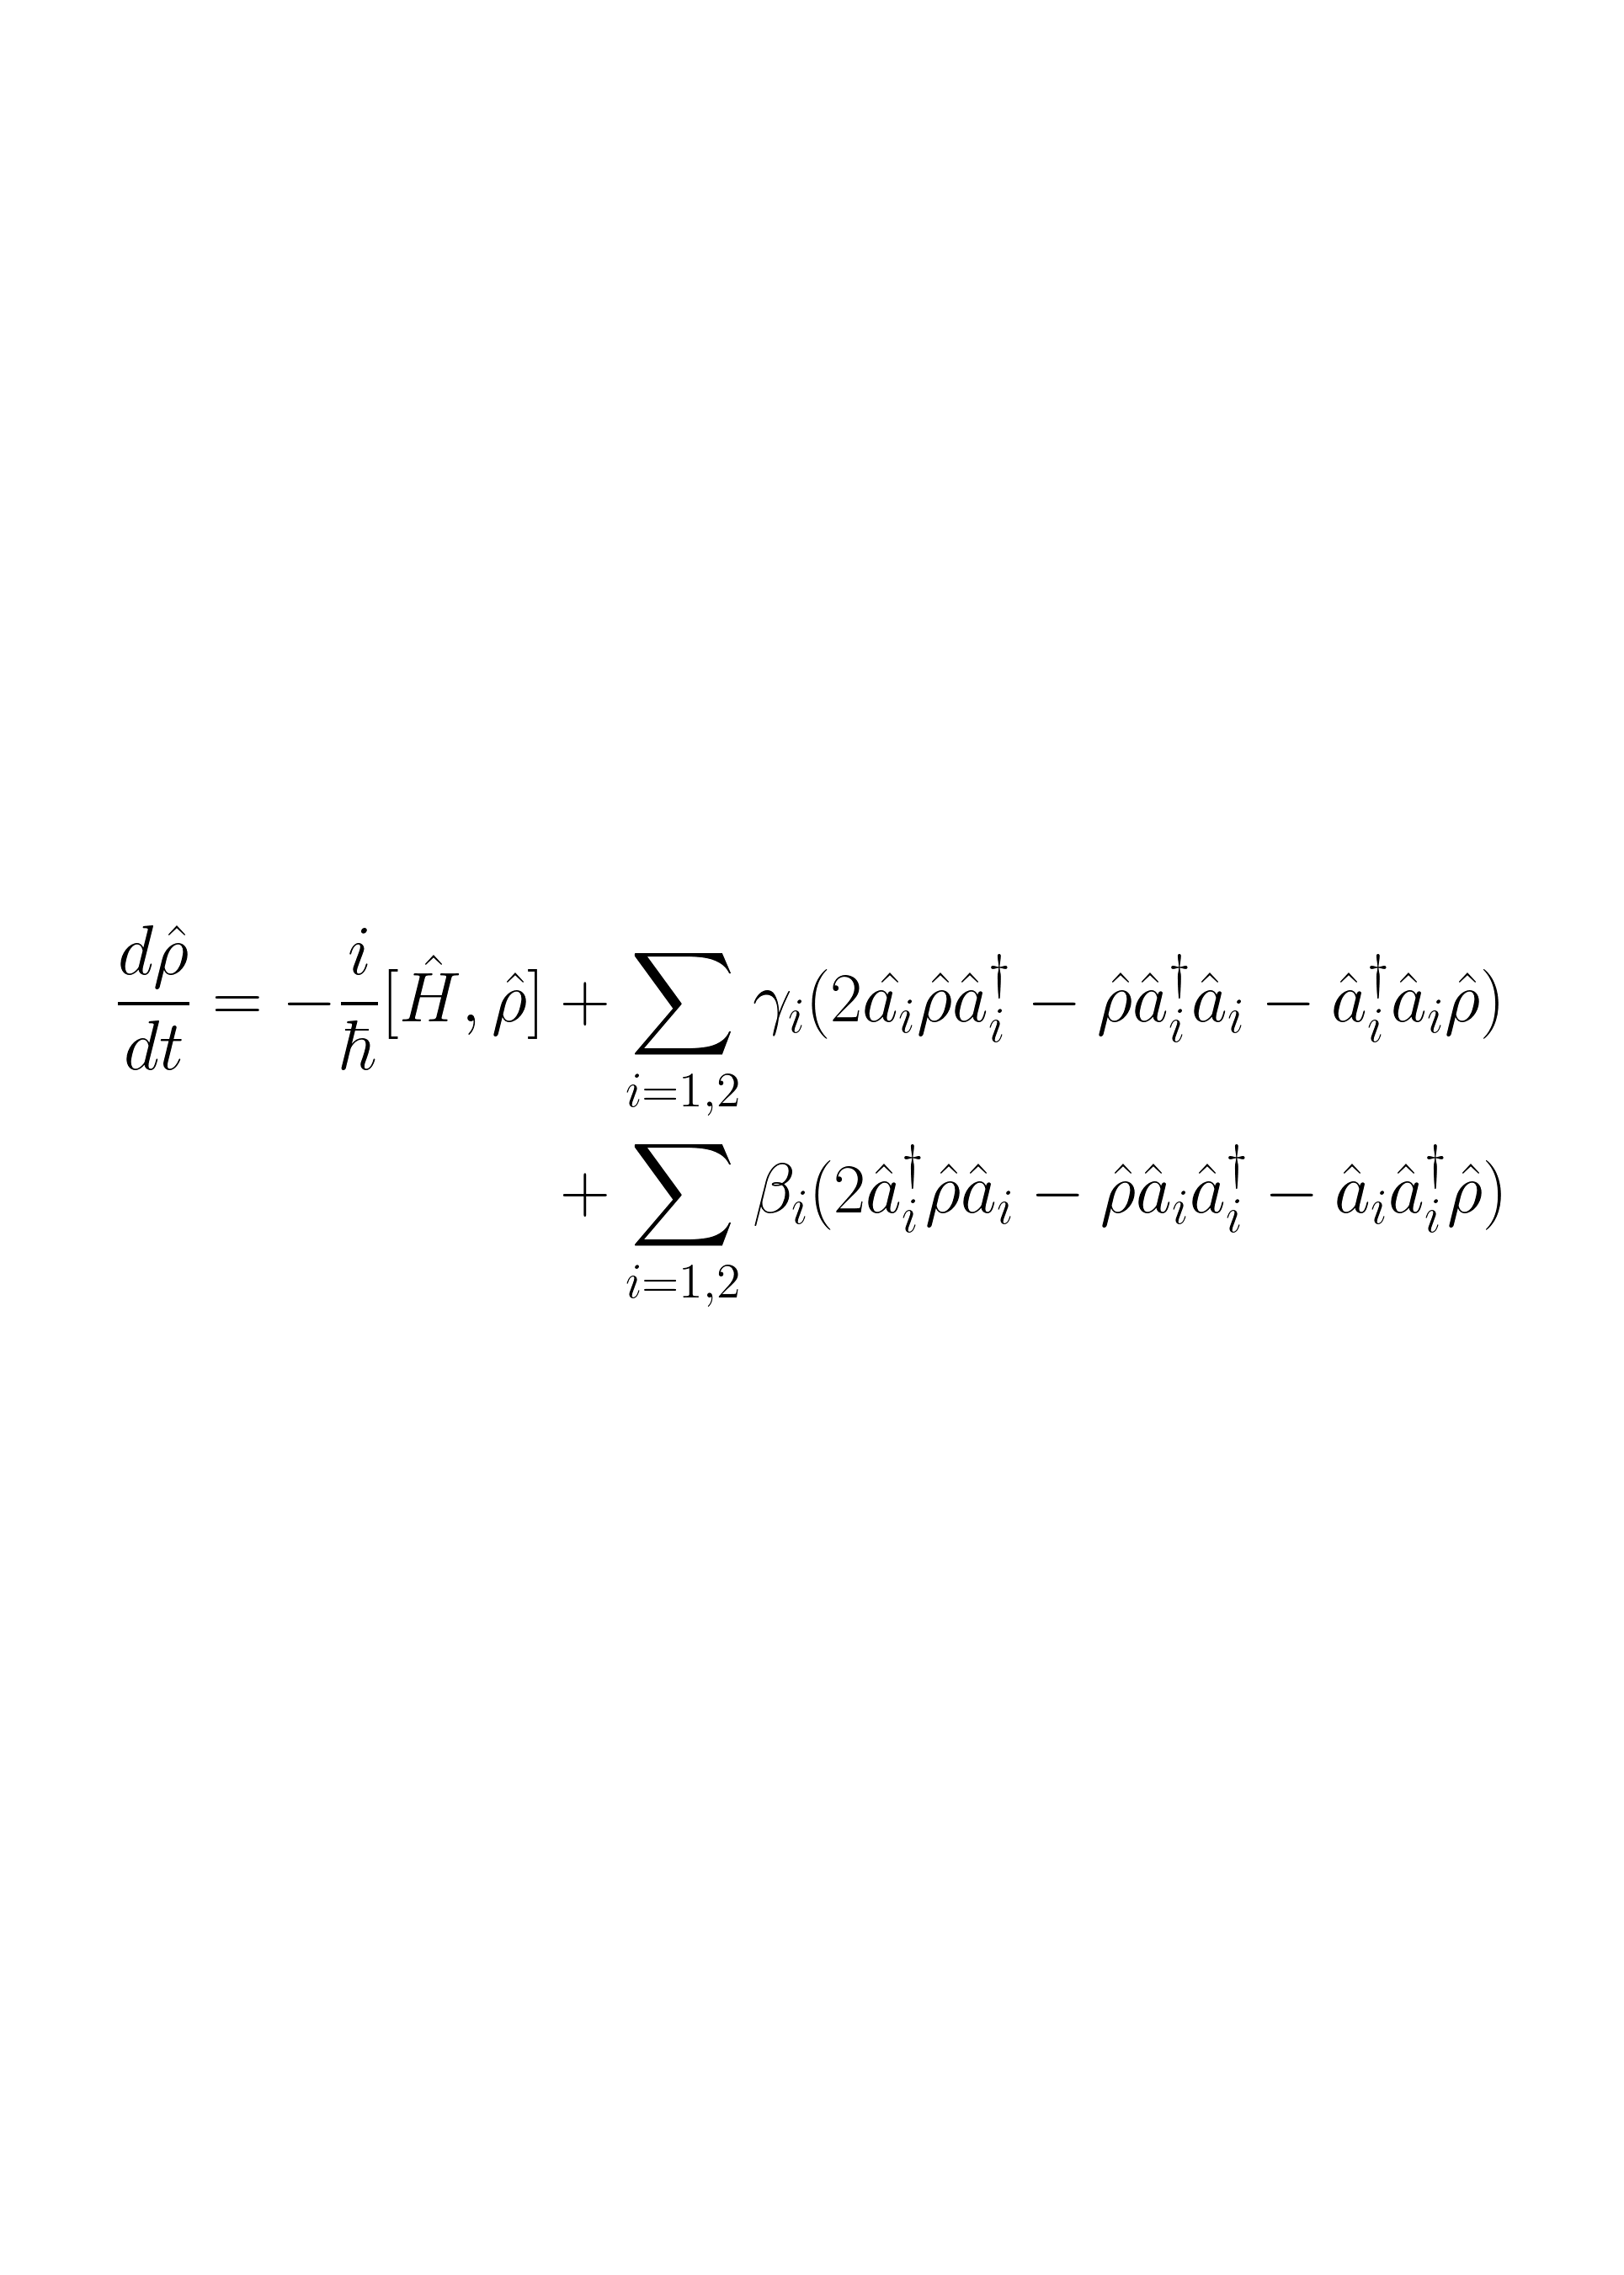 $\frac{d\hat{\rho}}{dt} = -\frac{i}{\hbar}[\hat{H}, \hat{\rho}] + \sum_{i=1,2} \gamma_i(2\hat{a}_i\hat{\rho}\hat{a}_i^\dagger - \hat{\rho}\hat{a}_i^\dagger\hat{a}_i - \hat{a}_i^\dagger\hat{a}_i\hat{\rho})$
$+ \sum_{i=1,2} \beta_i(2\hat{a}_i^\dagger\hat{\rho}\hat{a}_i - \hat{\rho}\hat{a}_i\hat{a}_i^\dagger - \hat{a}_i\hat{a}_i^\dagger\hat{\rho})$